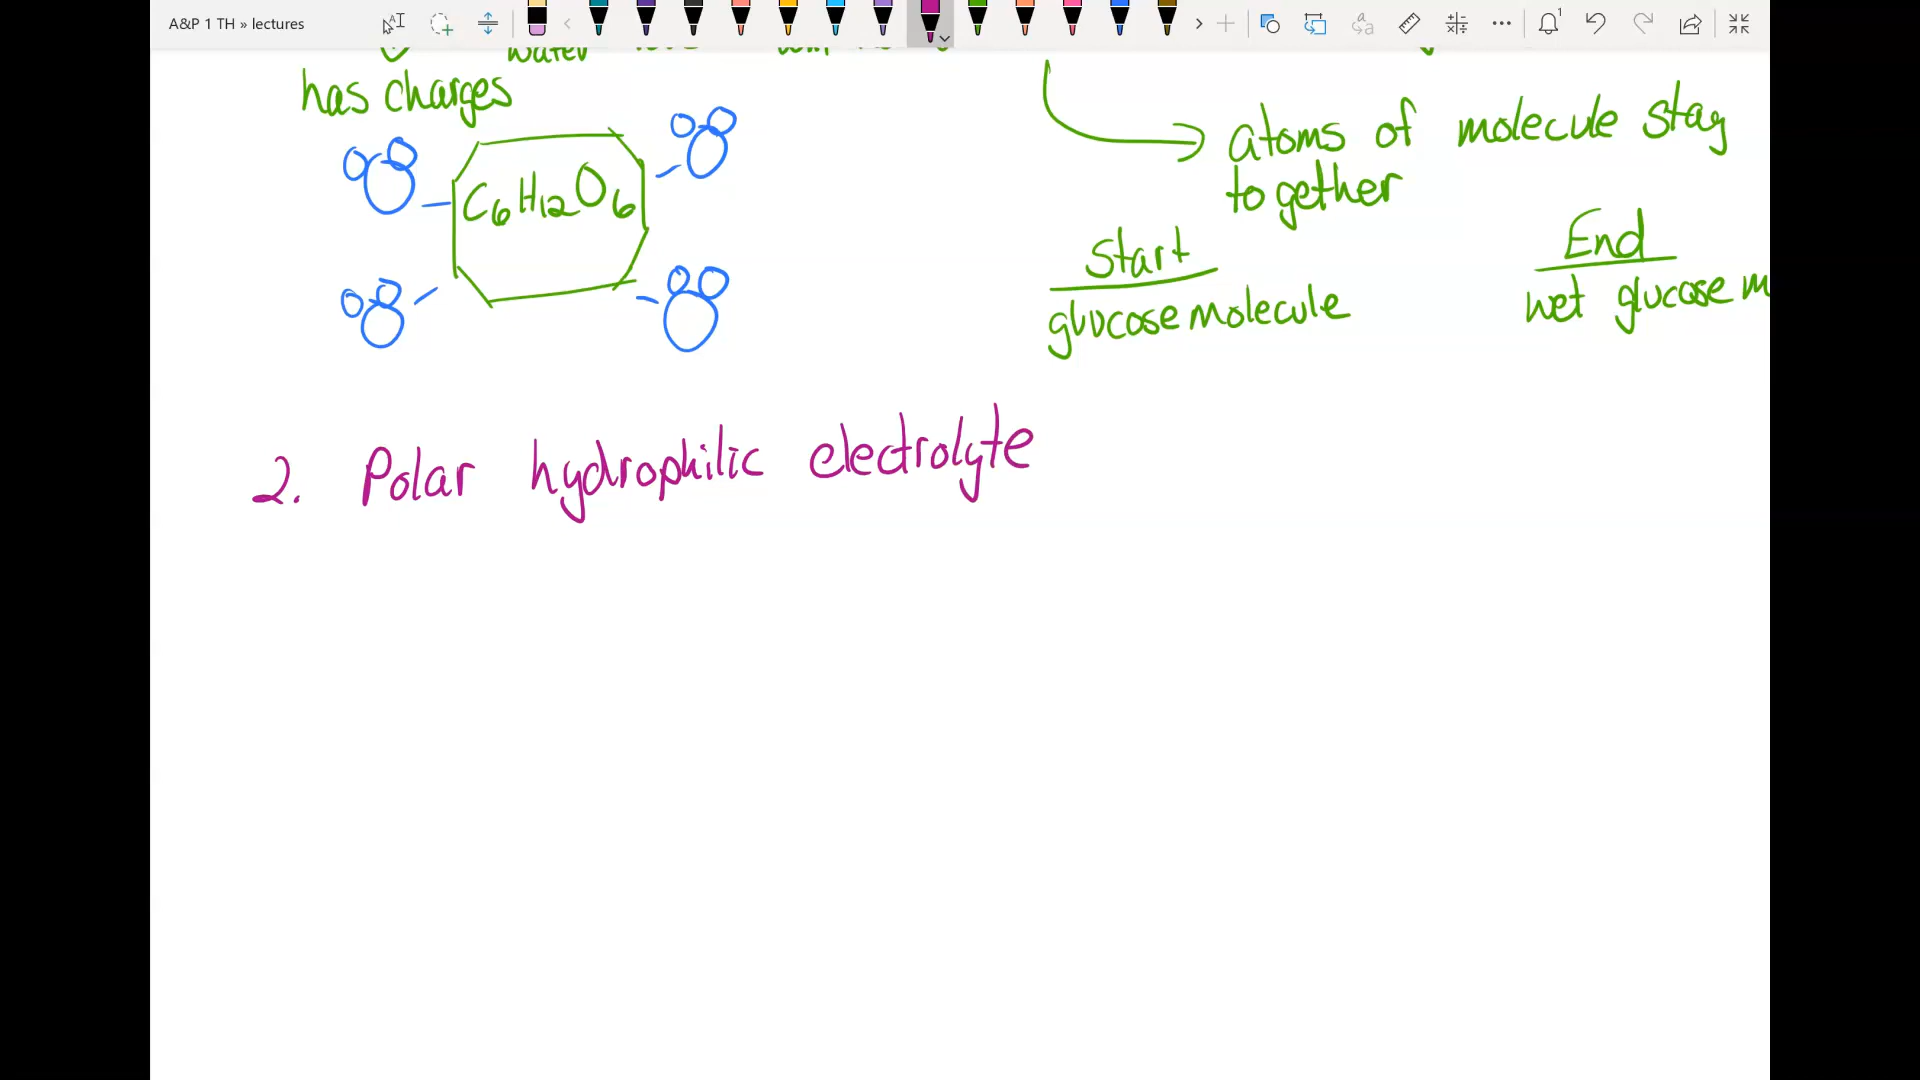 A&P 1 TH » lectures
water
has charges
atoms of molecule stay
together
C6H12O6
Start
End
glucose molecule
wet glucose m
2. Polar hydrophilic electrolyte